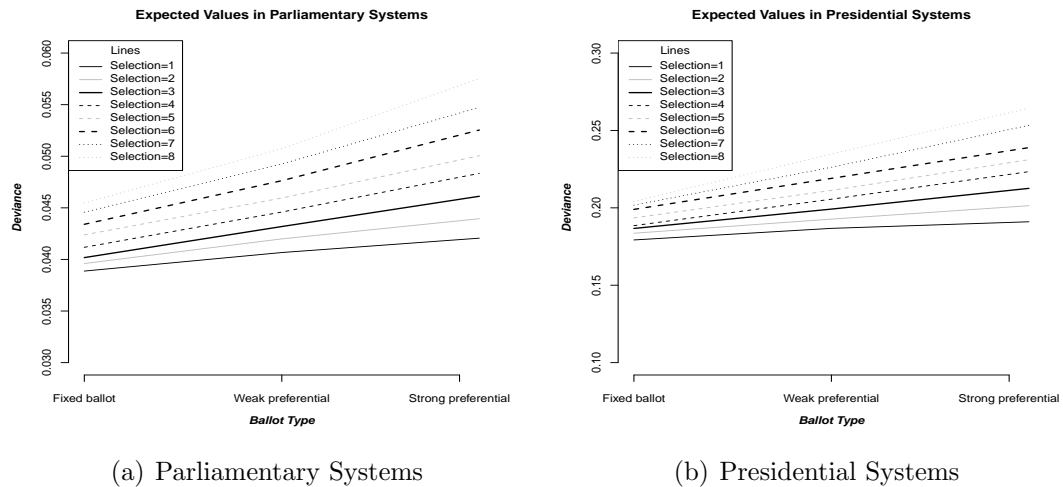 Expected Values in Parliamentary Systems
Lines
Selection=1
Selection=2
Selection=3
Selection=4
Selection=5
Selection=6
Selection=7
Selection=8
0.060
0.055
0.050
0.045
0.040
0.035
0.030
Deviance
Fixed ballot
Weak preferential
Strong preferential
Ballot Type
(a) Parliamentary Systems
Expected Values in Presidential Systems
Lines
Selection=1
Selection=2
Selection=3
Selection=4
Selection=5
Selection=6
Selection=7
Selection=8
0.30
0.25
0.20
0.15
0.10
Deviance
Fixed ballot
Weak preferential
Strong preferential
Ballot Type
(b) Presidential Systems